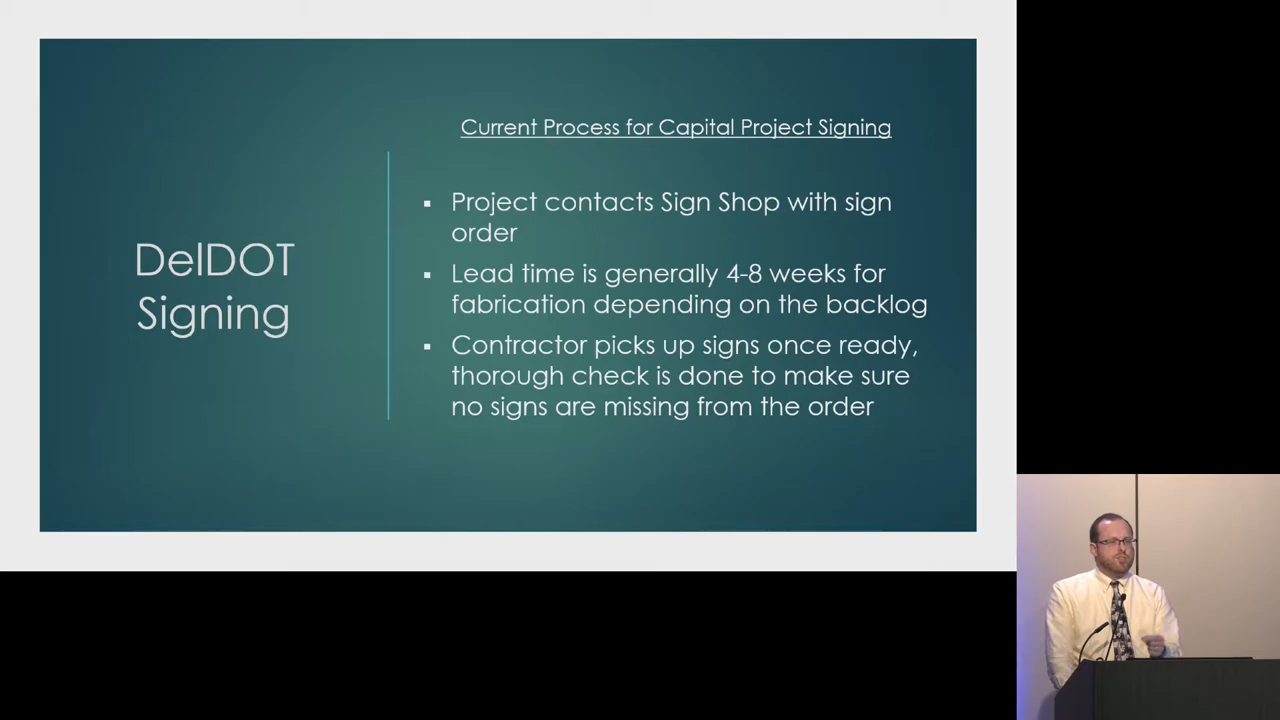 DelDOT
Signing
Current Process for Capital Project Signing
▪ Project contacts Sign Shop with sign
order
▪ Lead time is generally 4-8 weeks for
fabrication depending on the backlog
▪ Contractor picks up signs once ready,
thorough check is done to make sure
no signs are missing from the order